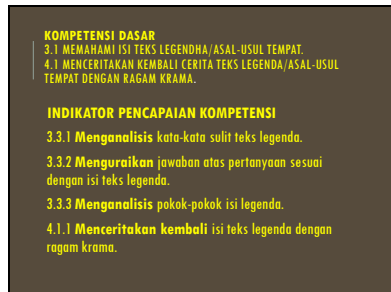 KOMPETENSI DASAR
3.1 MEMAHAMI ISI TEKS LEGENDHA/ASAL-USUL TEMPAT.
4.1 MENCERITAKAN KEMBALI CERITA TEKS LEGENDA/ASAL-USUL
TEMPAT DENGAN RAGAM KRAMA.
INDIKATOR PENCAPAIAN KOMPETENSI
3.3.1 Menganalisis kata-kata sulit teks legenda.
3.3.2 Menguraikan jawaban atas pertanyaan sesuai
dengan isi teks legenda.
3.3.3 Menganalisis pokok-pokok isi legenda.
4.1.1 Menceritakan kembali isi teks legenda dengan
ragam krama.